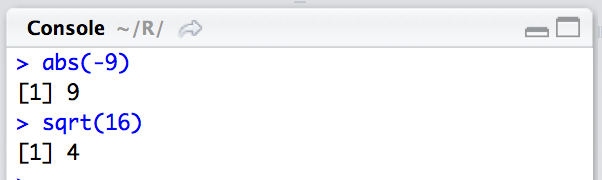 Console ~/R/
> abs(-9)
[1] 9
> sqrt(16)
[1] 4
>